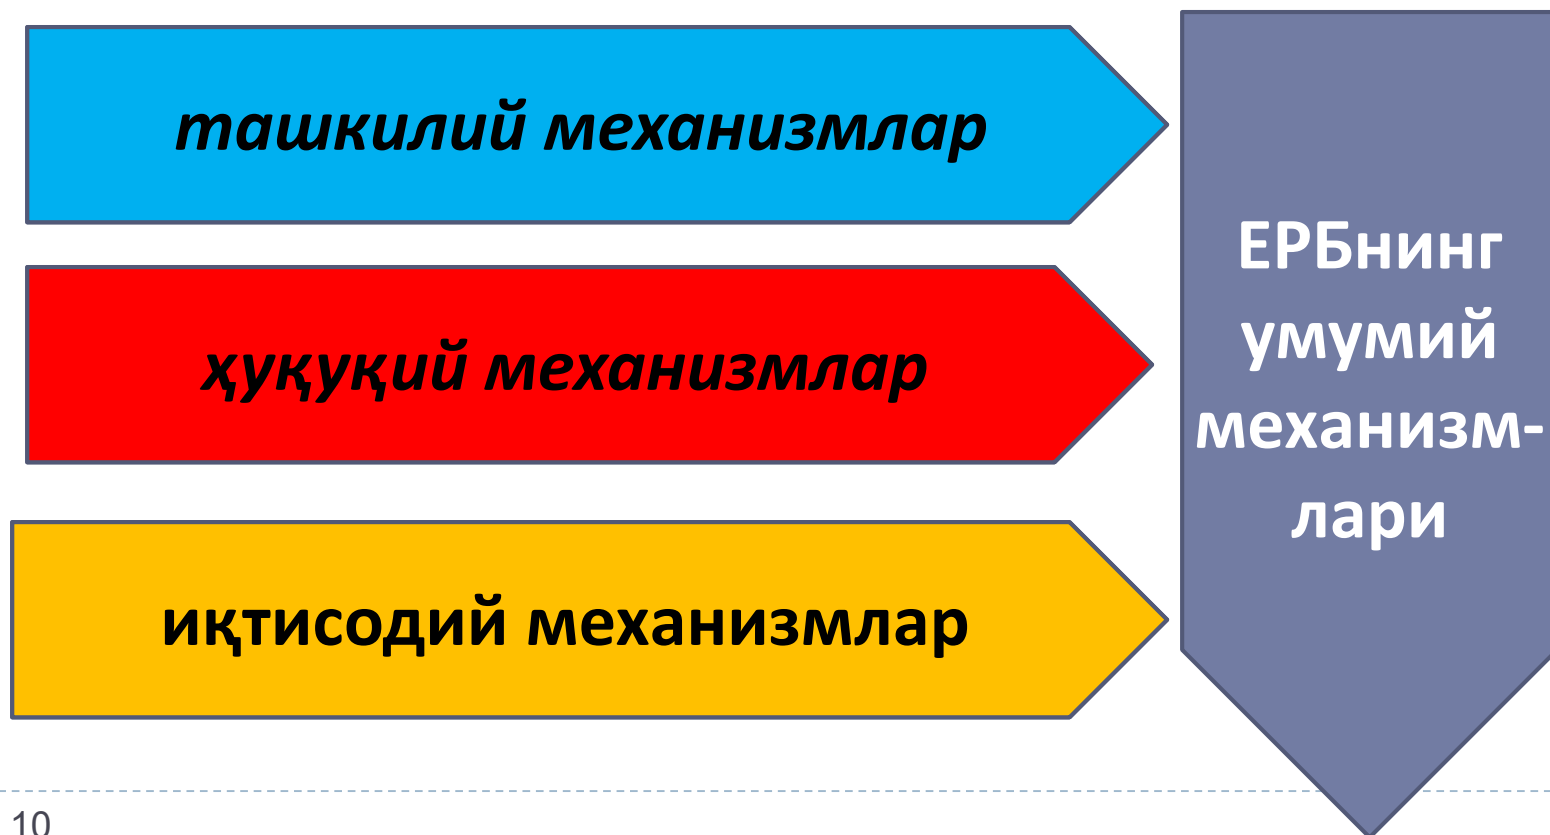 ташкилий механизмлар
ҳуқуқий механизмлар
иқтисодий механизмлар
ЕРБнинг
умумий
механизм-
лари
10